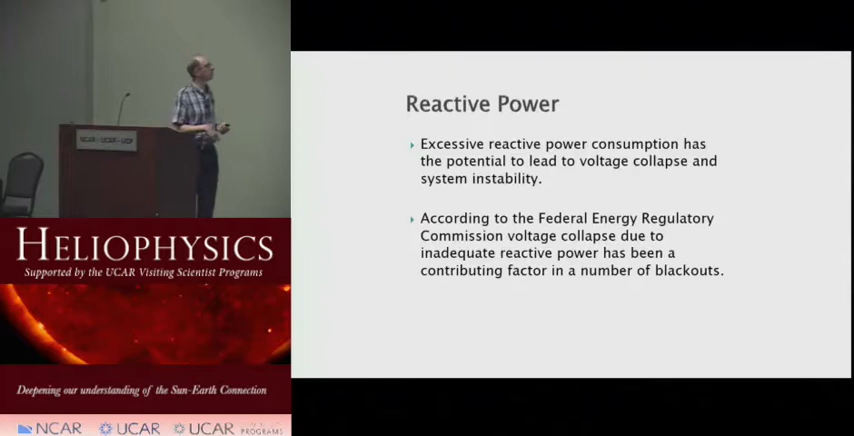 NCAR • UCAR • UCP
HELIOPHYSICS
Supported by the UCAR Visiting Scientist Programs
Deepening our understanding of the Sun-Earth Connection
NCAR
UCAR
UCAR
PROGRAMS
Reactive Power
Excessive reactive power consumption has
the potential to lead to voltage collapse and
system instability.
According to the Federal Energy Regulatory
Commission voltage collapse due to
inadequate reactive power has been a
contributing factor in a number of blackouts.